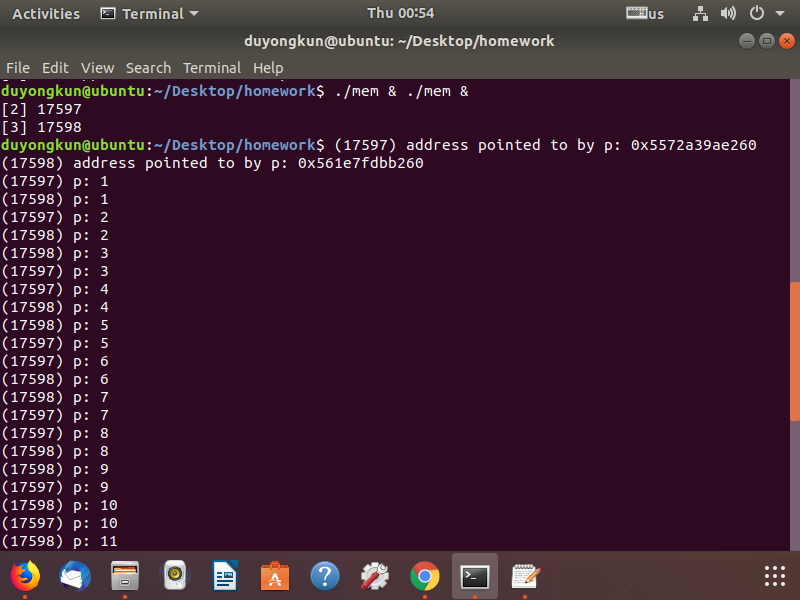 Activities Terminal Thu 00:54 us
duyongkun@ubuntu: ~/Desktop/homework
File Edit View Search Terminal Help
duyongkun@ubuntu:~/Desktop/homework$ ./mem & ./mem &
[2] 17597
[3] 17598
duyongkun@ubuntu:~/Desktop/homework$ (17597) address pointed to by p: 0x5572a39ae260
(17598) address pointed to by p: 0x561e7fdbb260
(17597) p: 1
(17598) p: 1
(17597) p: 2
(17598) p: 2
(17598) p: 3
(17597) p: 3
(17597) p: 4
(17598) p: 4
(17598) p: 5
(17597) p: 5
(17597) p: 6
(17598) p: 6
(17598) p: 7
(17597) p: 7
(17597) p: 8
(17598) p: 8
(17598) p: 9
(17597) p: 9
(17598) p: 10
(17597) p: 10
(17598) p: 11